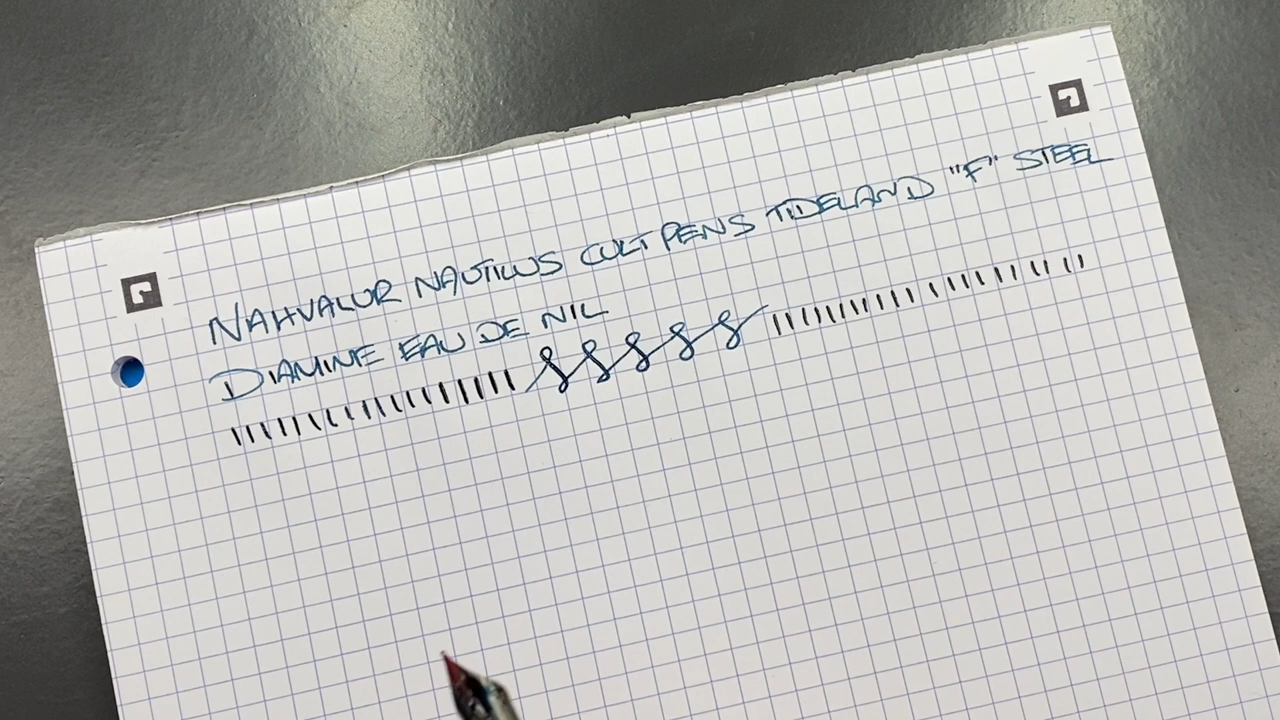 NAHVALUR NAUTILUS CULT PENS TIDELAND "F" STEEL
DIAMINE EAU DE NIL